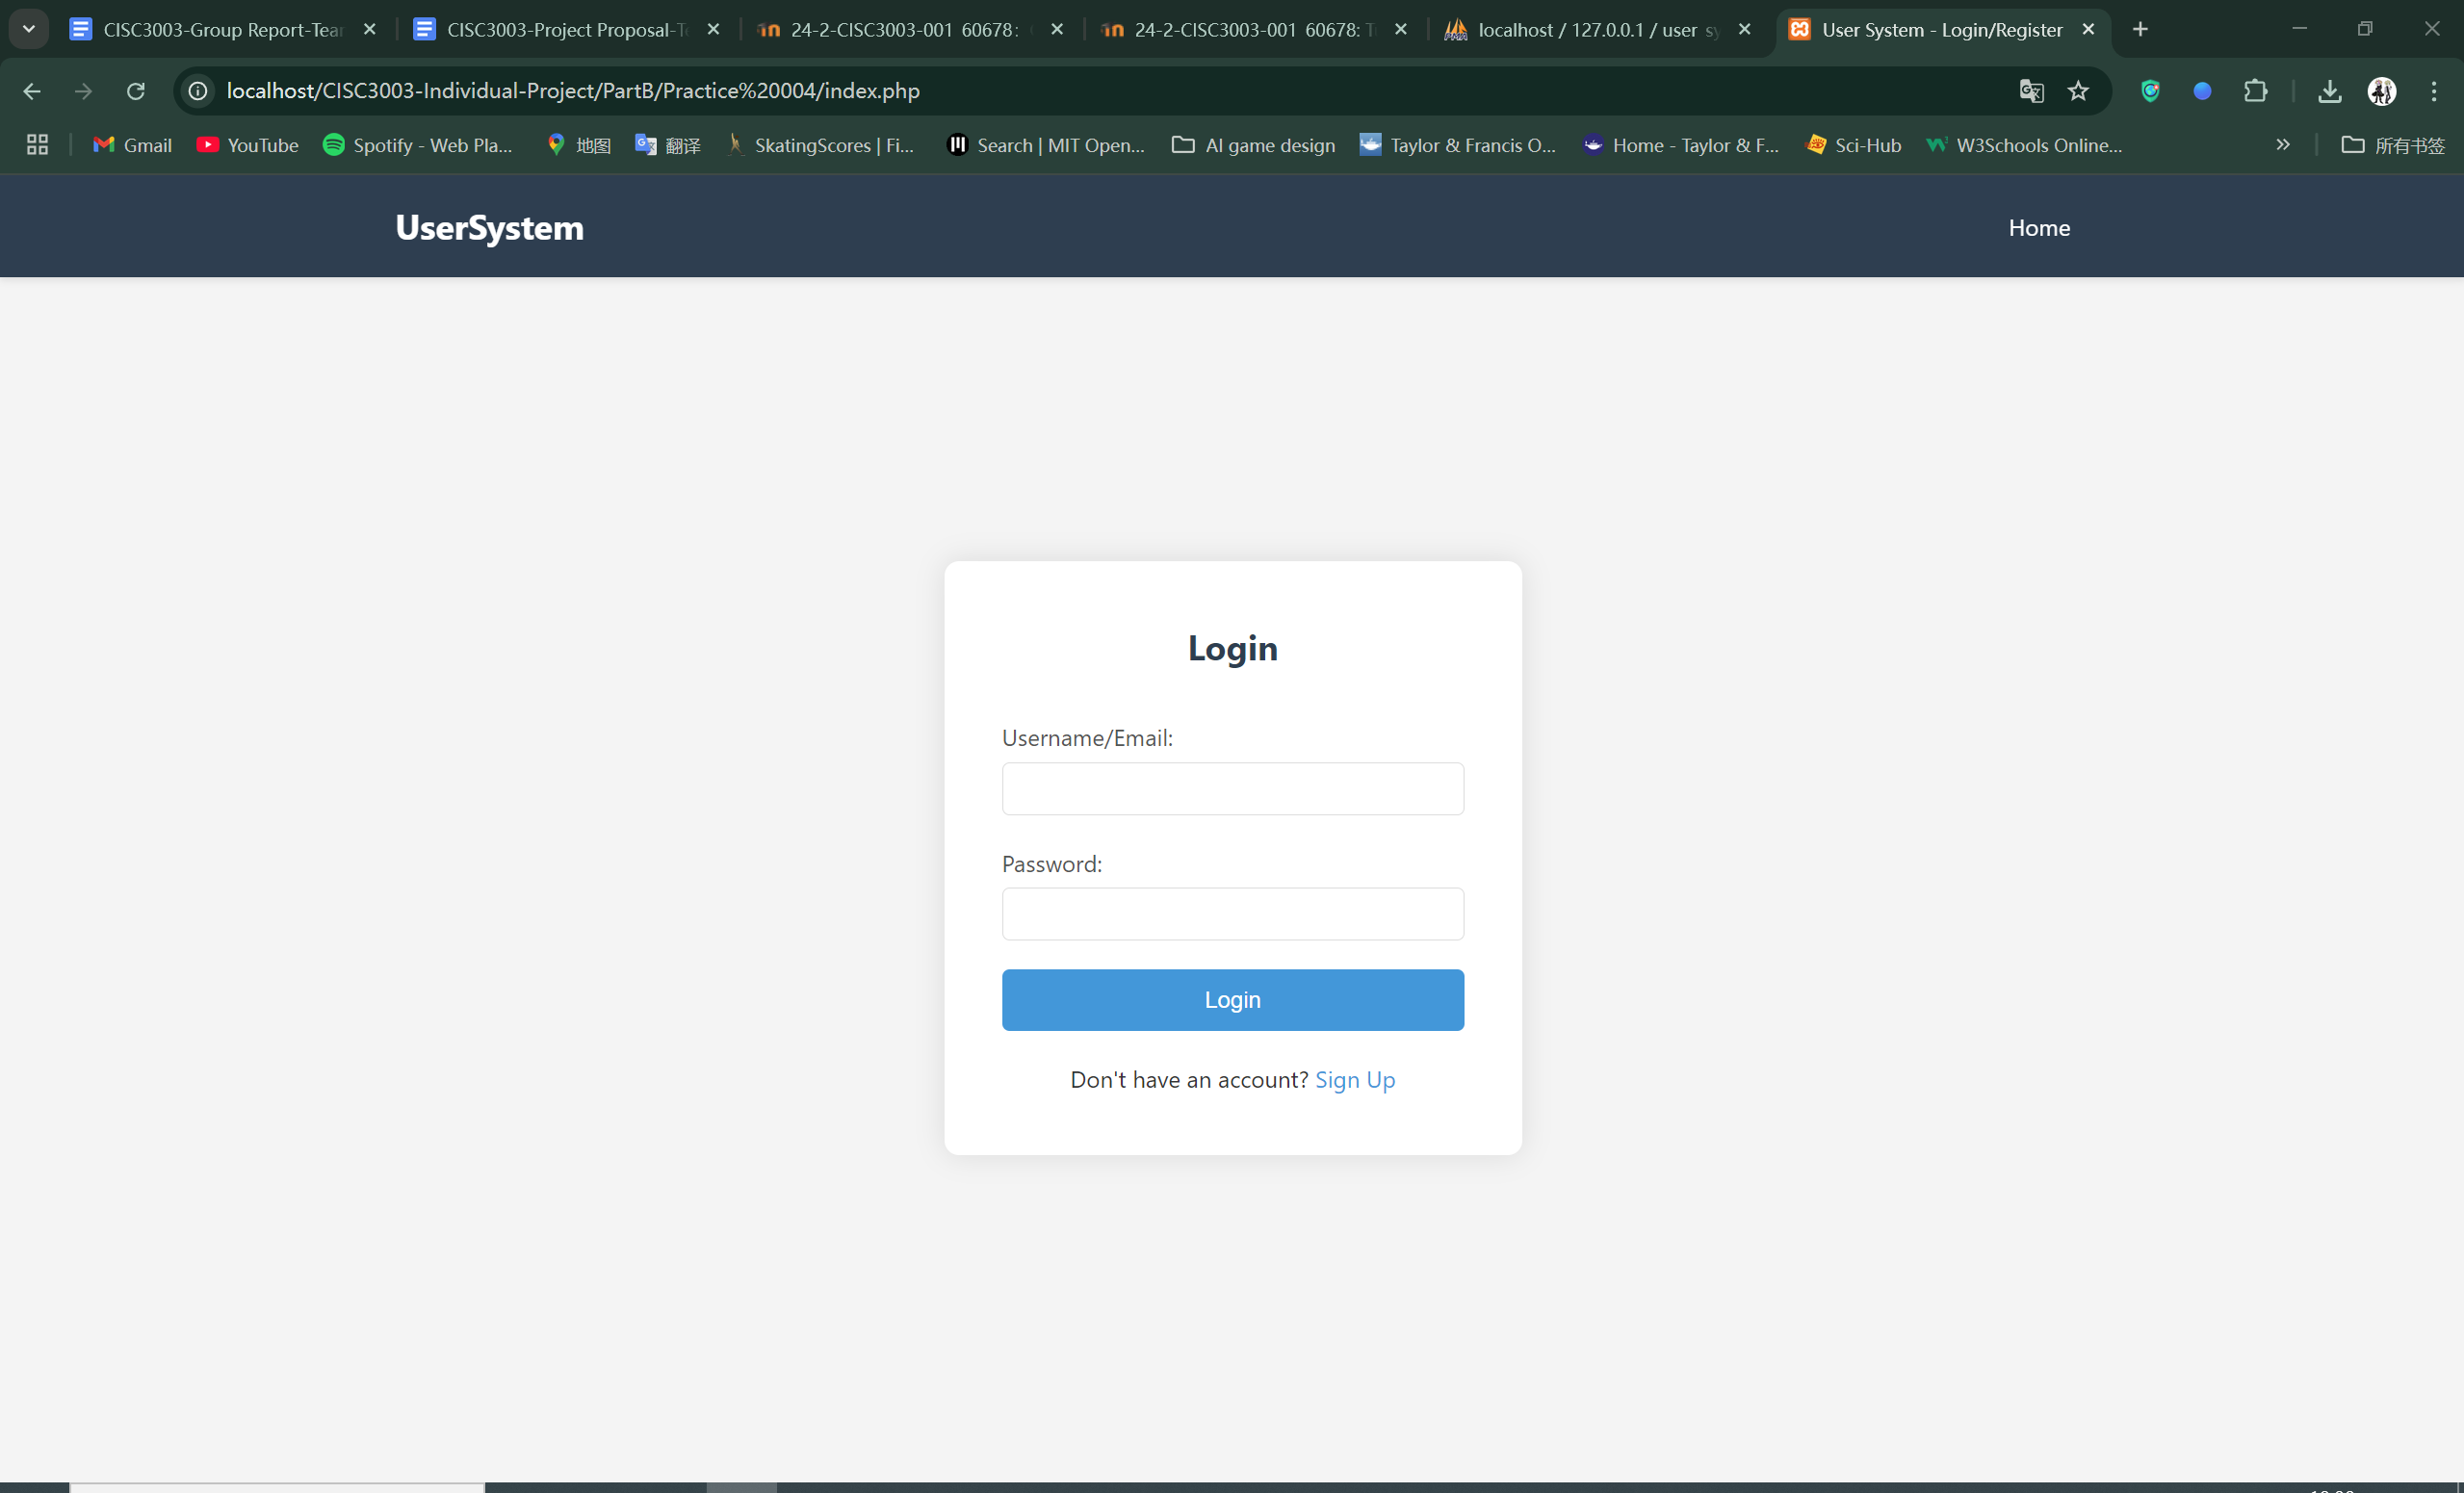 CISC3003-Group Report-Tear
CISC3003-Project Proposal-T
24-2-CISC3003-001 60678:
24-2-CISC3003-001 60678: T
localhost / 127.0.0.1 / user sy
User System - Login/Register
localhost/CISC3003-Individual-Project/PartB/Practice%20004/index.php
Gmail
YouTube
Spotify - Web Pla...
地图
翻译
SkatingScores | Fi...
Search | MIT Open...
AI game design
Taylor & Francis O...
Home - Taylor & F...
Sci-Hub
W3Schools Online...
所有书签
UserSystem
Home
Login
Username/Email:
Password:
Login
Don't have an account? Sign Up